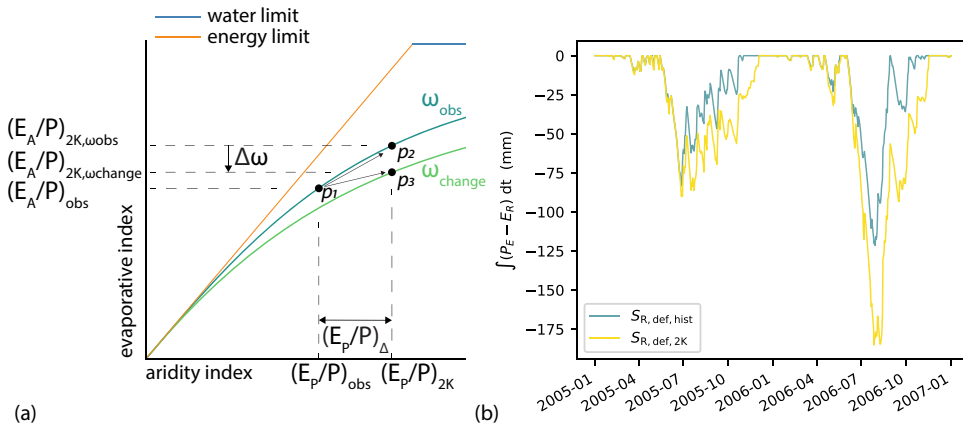 water limit
energy limit
(E_A/P)_2K,ωobs
(E_A/P)_2K,ωchange
(E_A/P)_obs
Δω
ω_obs
ω_change
p₁
p₂
p₃
evaporative index
(E_P/P)_Δ
aridity index
(E_P/P)_obs
(E_P/P)_2K
(a)
∫(P_E − E_R) dt (mm)
0
−25
−50
−75
−100
−125
−150
−175
S_R, def, hist
S_R, def, 2K
2005-01
2005-04
2005-07
2005-10
2006-01
2006-04
2006-07
2006-10
2007-01
(b)